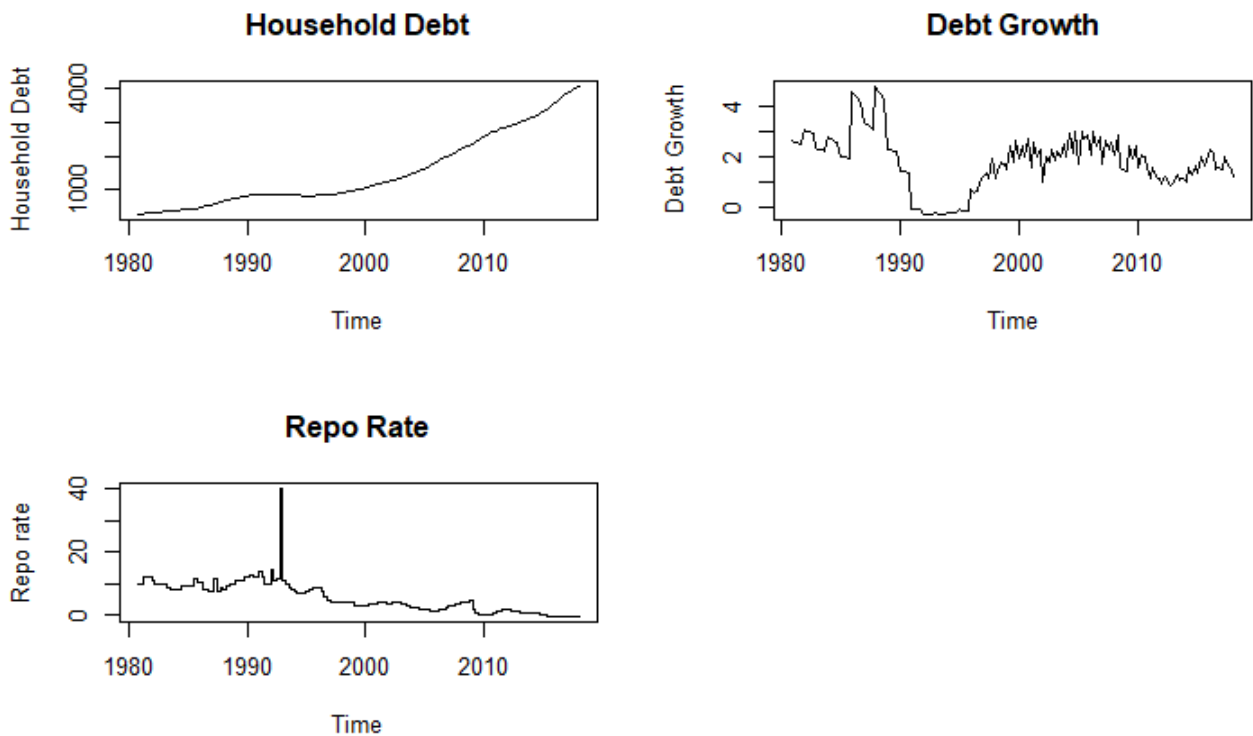 Household Debt
Household Debt
1000
4000
1980
1990
2000
2010
Time
Debt Growth
Debt Growth
0
2
4
1980
1990
2000
2010
Time
Repo Rate
Repo rate
0
20
40
1980
1990
2000
2010
Time